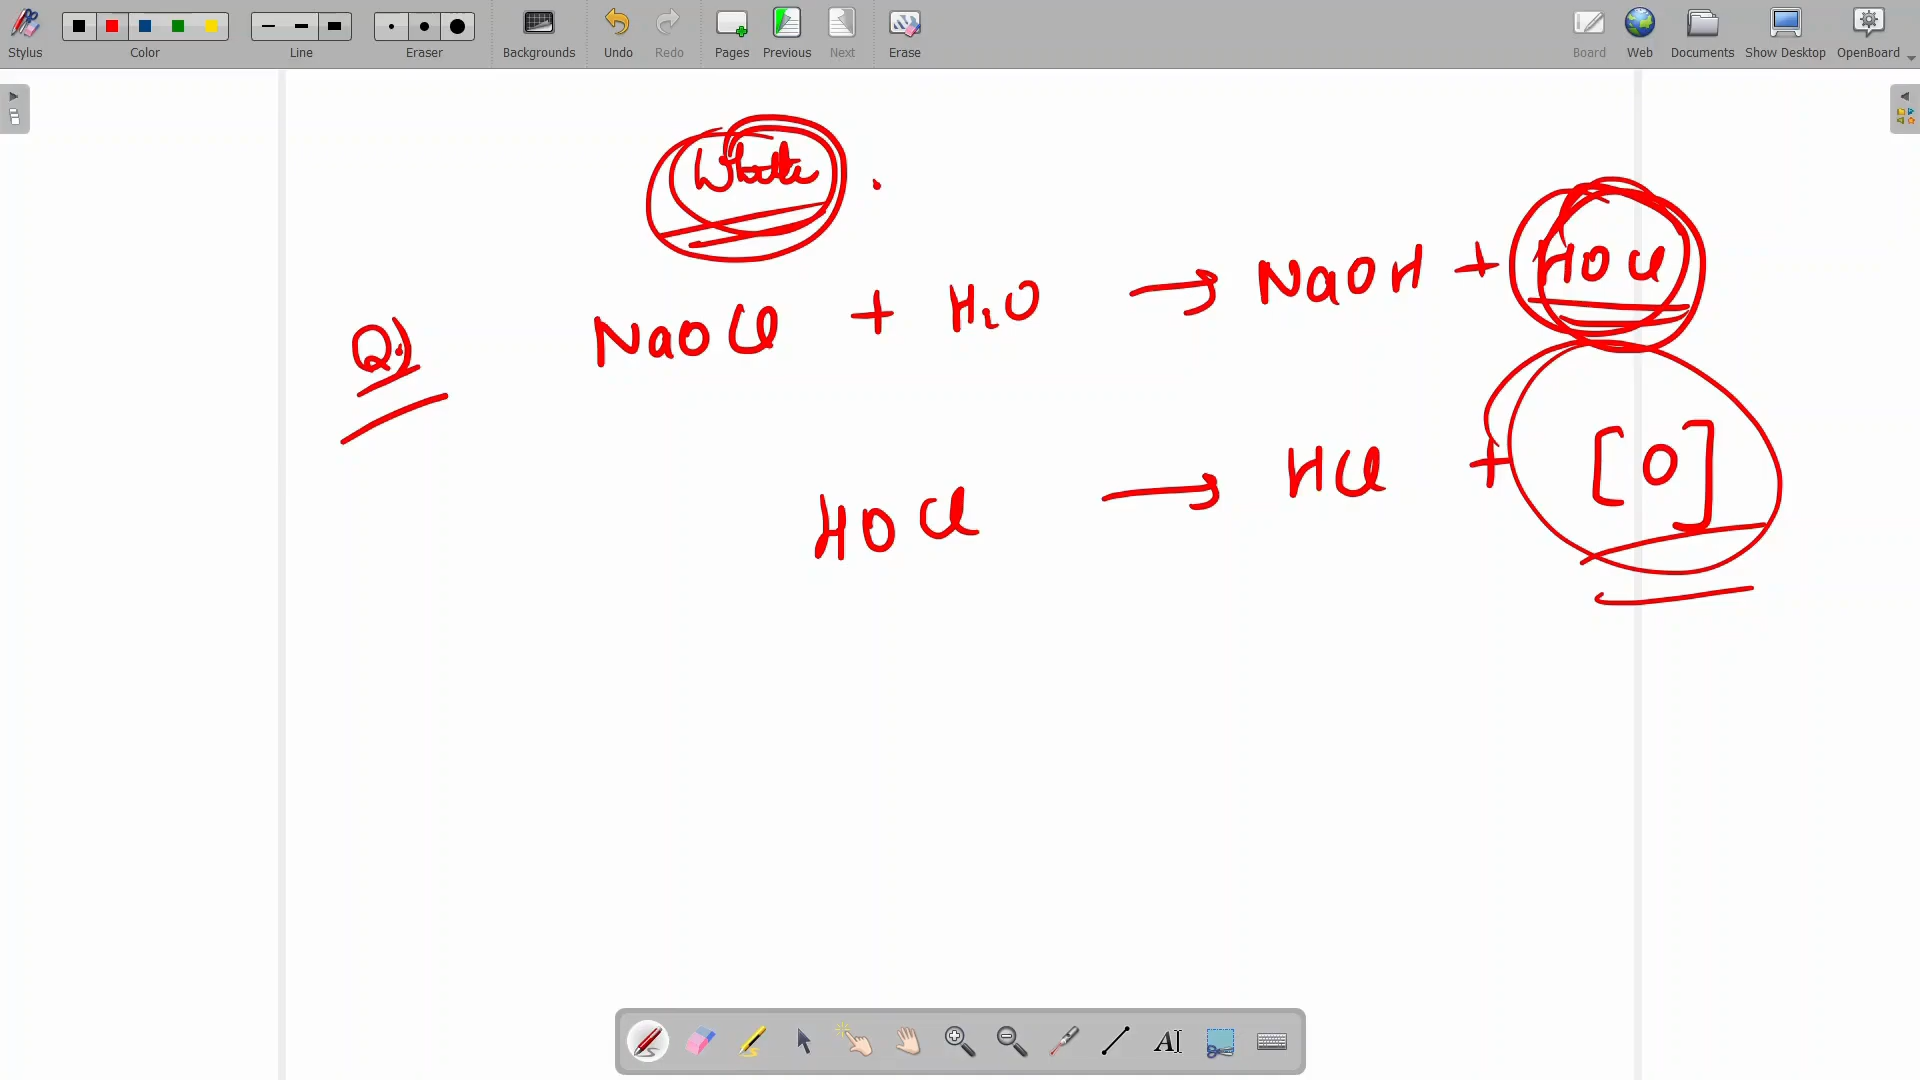 Stylus Color Line Eraser Backgrounds Undo Redo Pages Previous Next Erase Board Web Documents Show Desktop OpenBoard
White .
Q.)
NaOCl + H₂O → NaOH + HOCl
HOCl → HCl + [O]